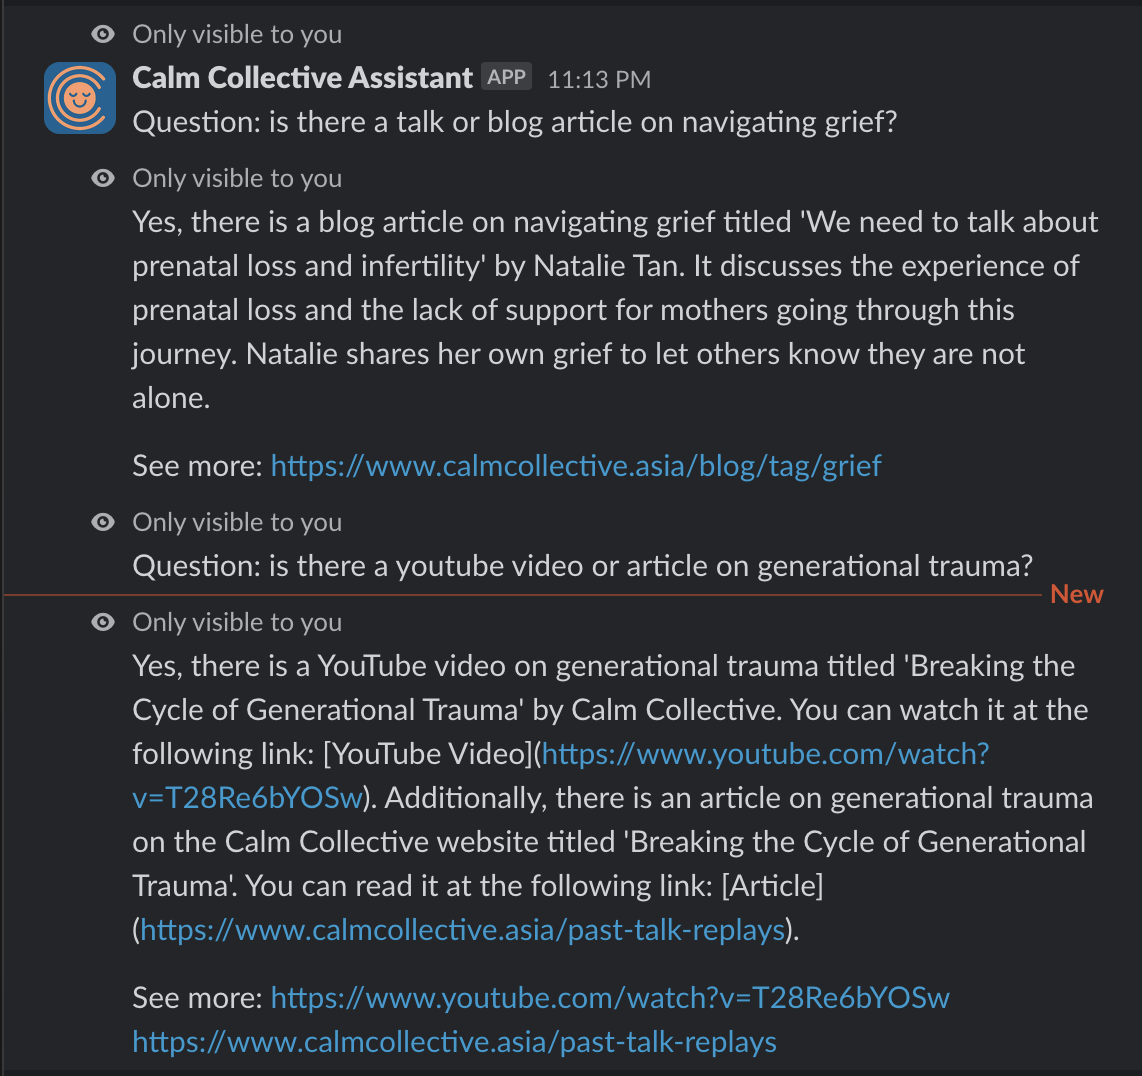 Only visible to you
Calm Collective Assistant APP 11:13 PM
Question: is there a talk or blog article on navigating grief?
Only visible to you
Yes, there is a blog article on navigating grief titled 'We need to talk about
prenatal loss and infertility' by Natalie Tan. It discusses the experience of
prenatal loss and the lack of support for mothers going through this
journey. Natalie shares her own grief to let others know they are not
alone.
See more: https://www.calmcollective.asia/blog/tag/grief
Only visible to you
Question: is there a youtube video or article on generational trauma?
New
Only visible to you
Yes, there is a YouTube video on generational trauma titled 'Breaking the
Cycle of Generational Trauma' by Calm Collective. You can watch it at the
following link: [YouTube Video](https://www.youtube.com/watch?
v=T28Re6bYOSw). Additionally, there is an article on generational trauma
on the Calm Collective website titled 'Breaking the Cycle of Generational
Trauma'. You can read it at the following link: [Article]
(https://www.calmcollective.asia/past-talk-replays).
See more: https://www.youtube.com/watch?v=T28Re6bYOSw
https://www.calmcollective.asia/past-talk-replays